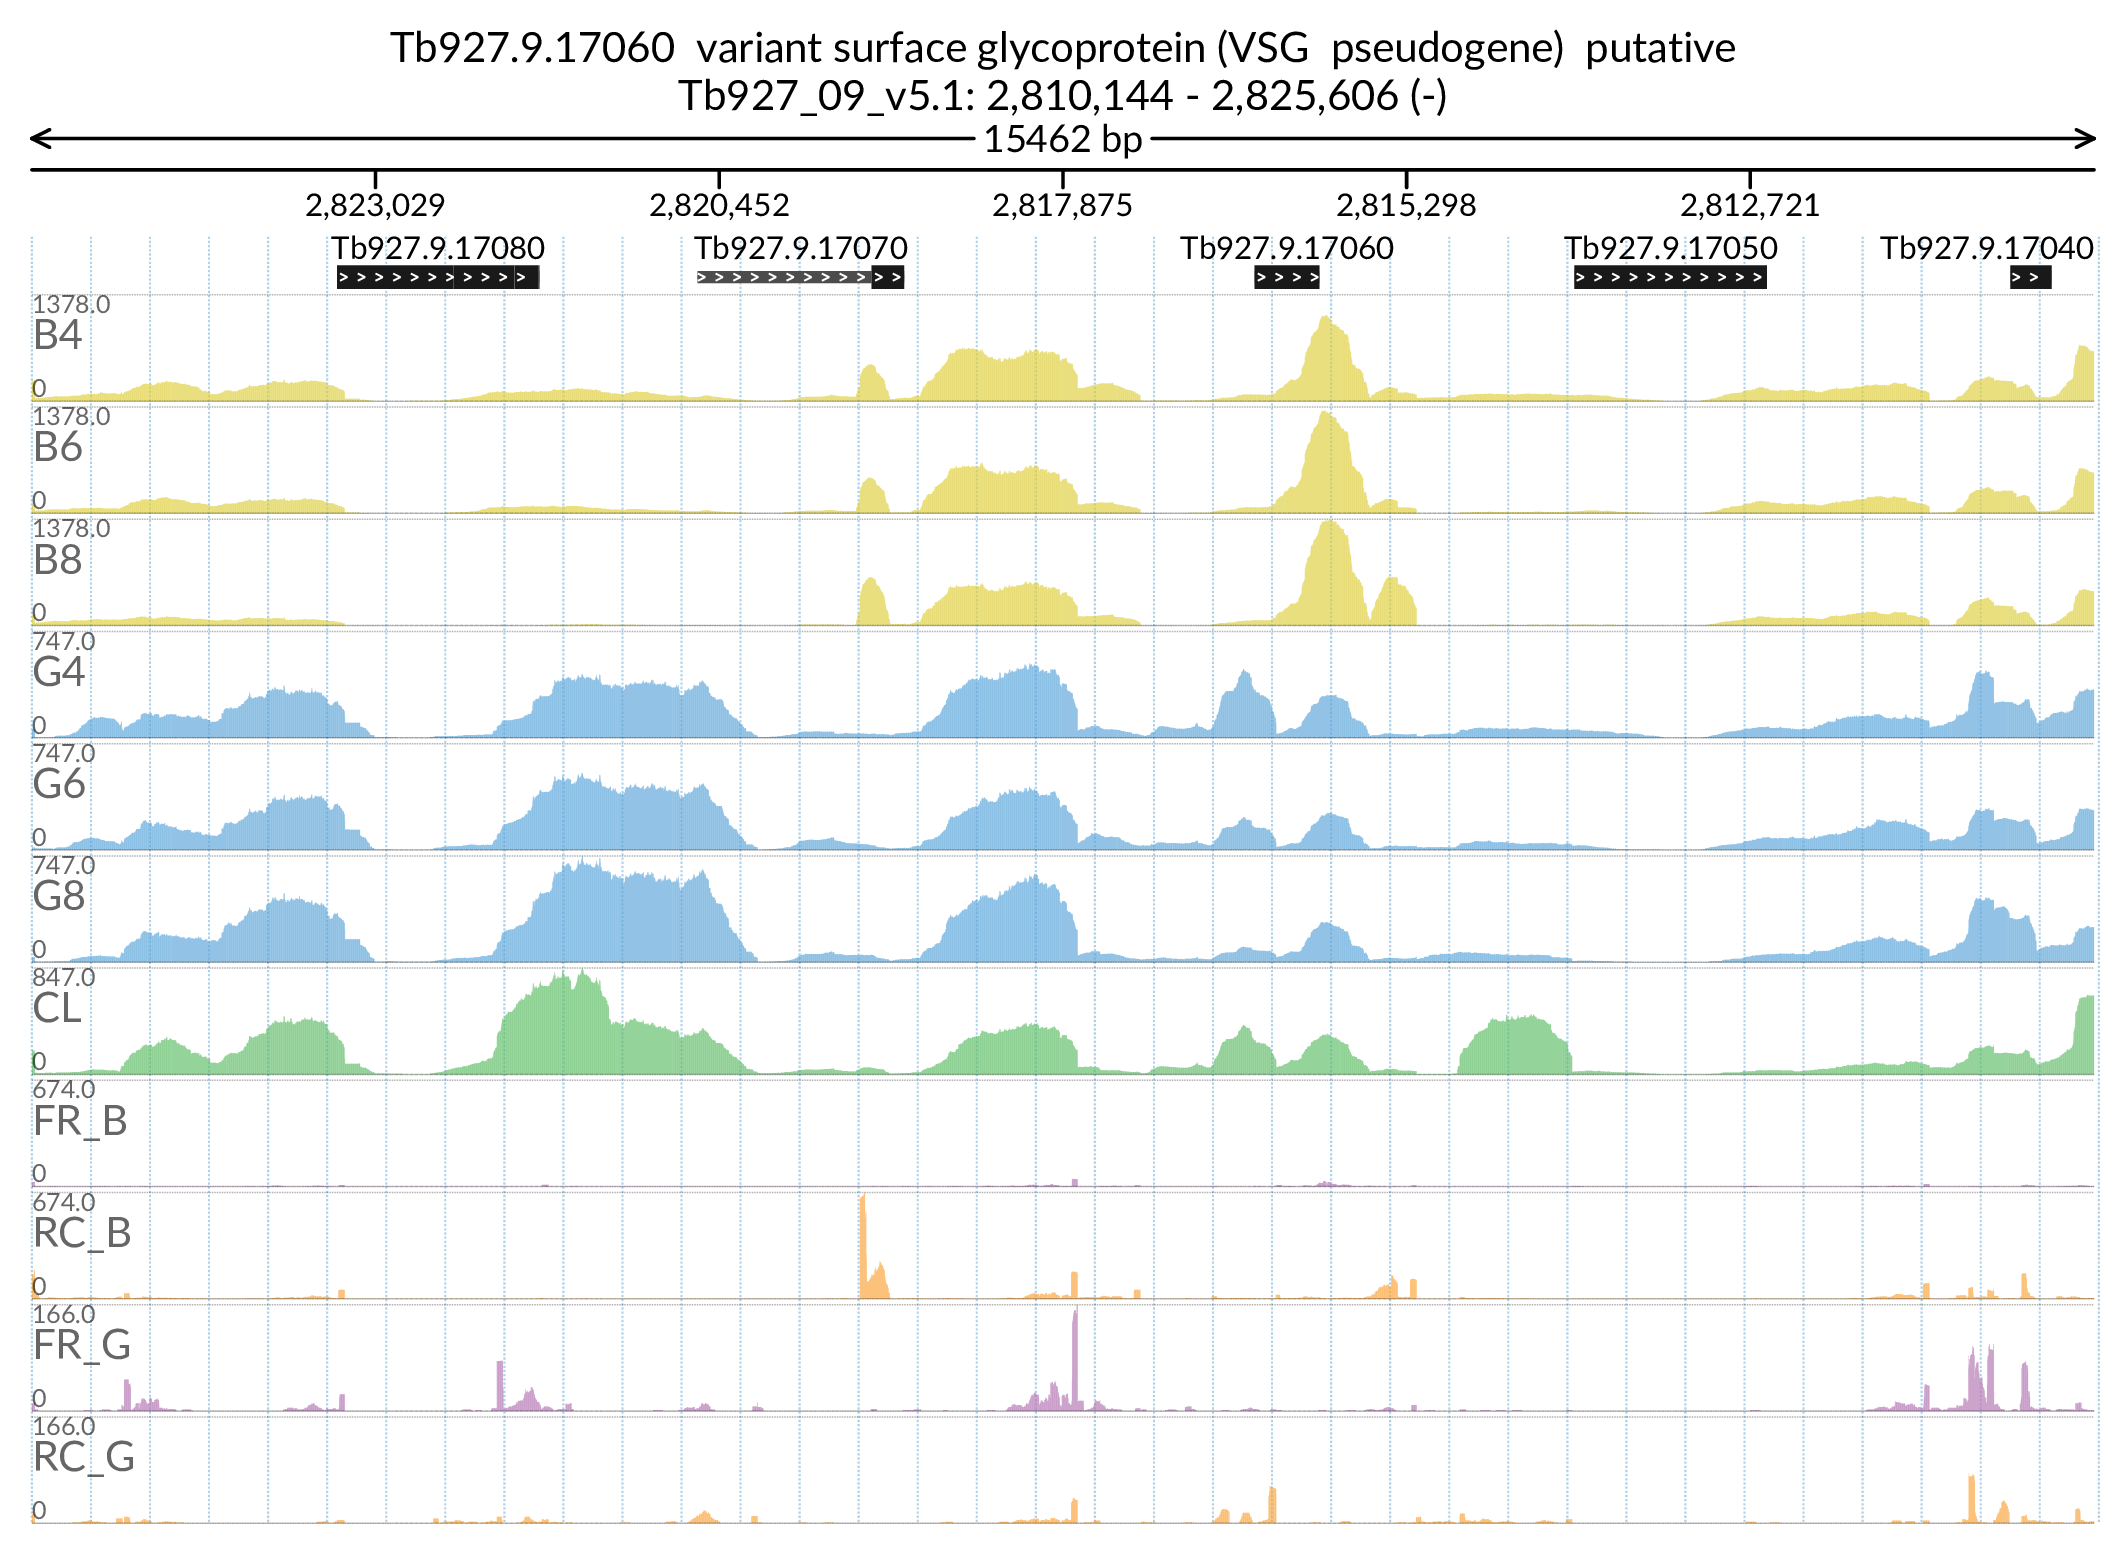 Tb927.9.17060 variant surface glycoprotein (VSG pseudogene) putative
Tb927_09_v5.1: 2,810,144 - 2,825,606 (-)
15462 bp
2,823,029 2,820,452 2,817,875 2,815,298 2,812,721
Tb927.9.17080 Tb927.9.17070 Tb927.9.17060 Tb927.9.17050 Tb927.9.17040
1378.0
B4
0
1378.0
B6
0
1378.0
B8
0
747.0
G4
0
747.0
G6
0
747.0
G8
0
847.0
CL
0
674.0
FR_B
0
674.0
RC_B
0
166.0
FR_G
0
166.0
RC_G
0